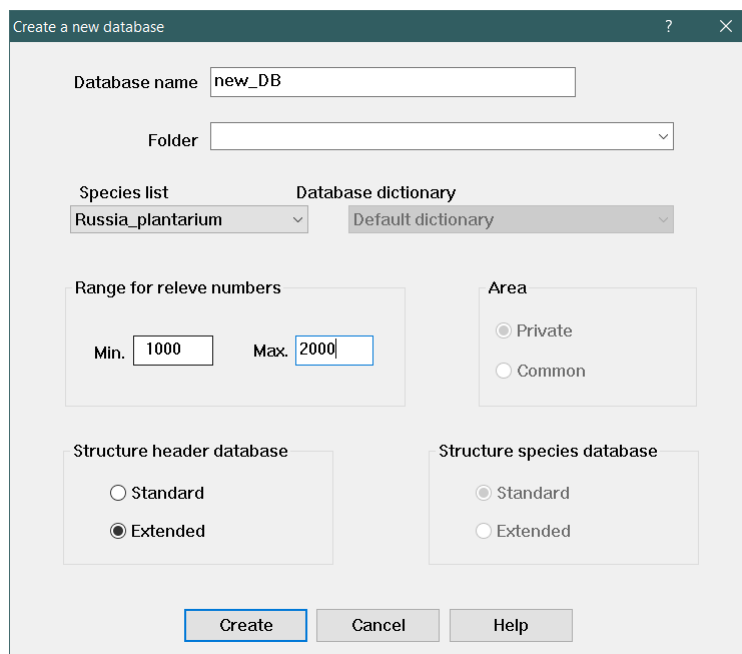 Create a new database ?
Database name new_DB
Folder
Species list Database dictionary
Russia_plantarium Default dictionary
Range for releve numbers Area
Min. 1000 Max. 2000 Private
Common
Structure header database Structure species database
Standard Standard
Extended Extended
Create Cancel Help